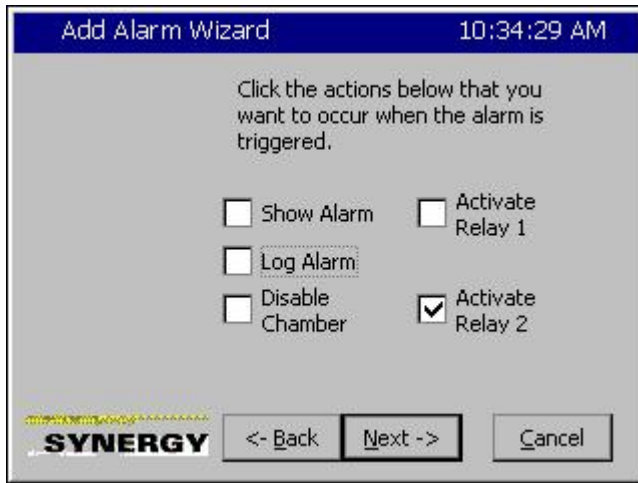 Add Alarm Wizard 10:34:29 AM
Click the actions below that you
want to occur when the alarm is
triggered.
Show Alarm
Activate
Relay 1
Log Alarm
Disable
Chamber
Activate
Relay 2
SYNERGY
<- Back
Next ->
Cancel